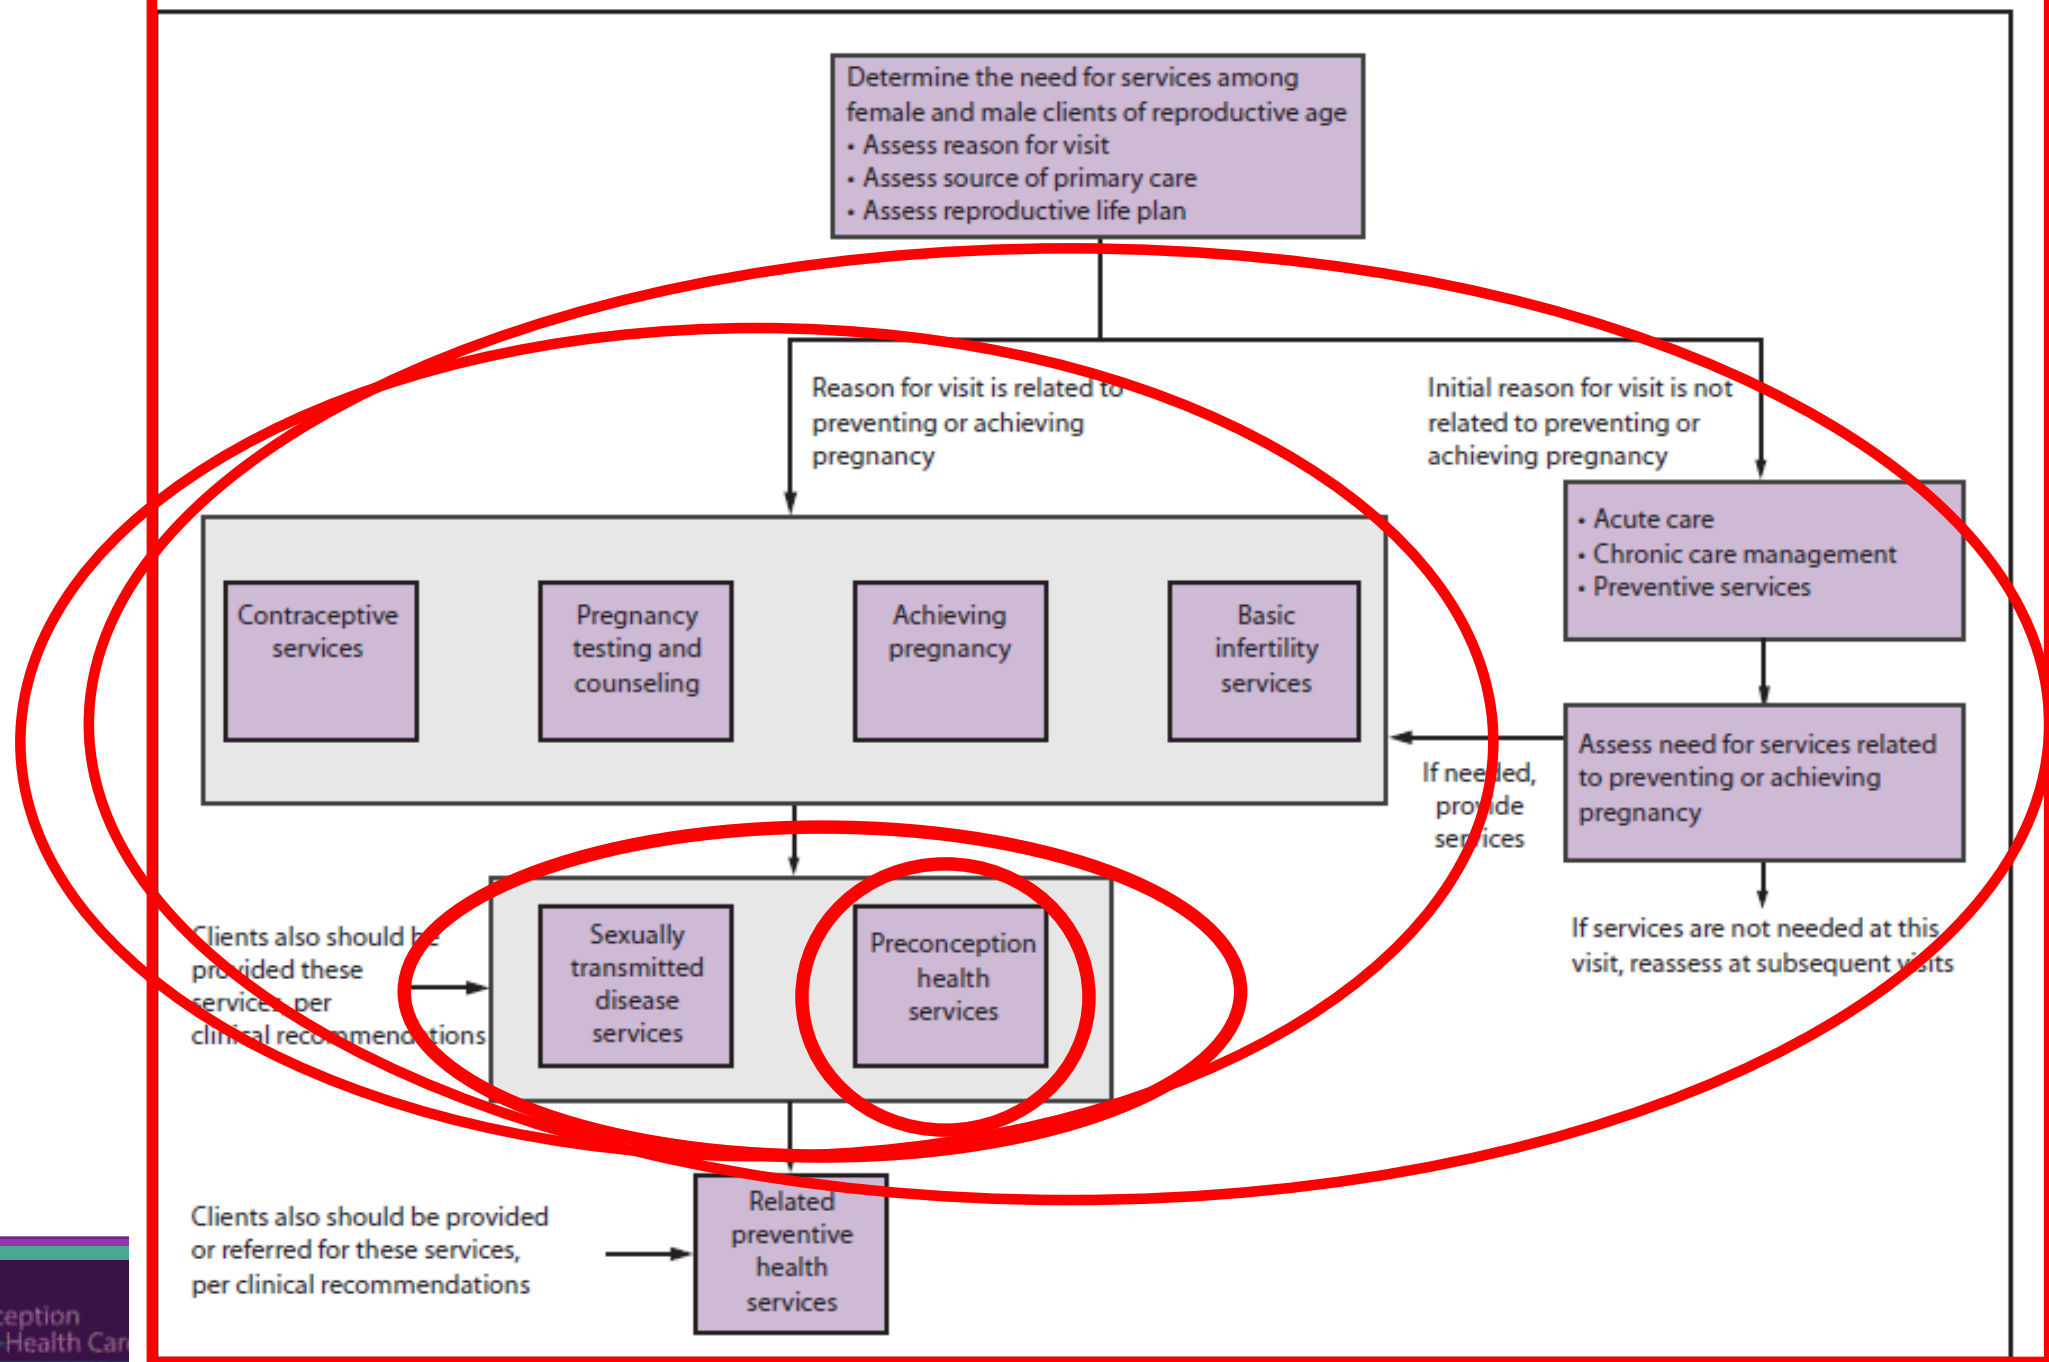 Determine the need for services among
female and male clients of reproductive age
• Assess reason for visit
• Assess source of primary care
• Assess reproductive life plan
Reason for visit is related to
preventing or achieving
pregnancy
Initial reason for visit is not
related to preventing or
achieving pregnancy
• Acute care
• Chronic care management
• Preventive services
Contraceptive
services
Pregnancy
testing and
counseling
Achieving
pregnancy
Basic
infertility
services
If needed,
provide
services
Assess need for services related
to preventing or achieving
pregnancy
If services are not needed at this
visit, reassess at subsequent visits
Clients also should be
provided these
services, per
clinical recommendations
Sexually
transmitted
disease
services
Preconception
health
services
Clients also should be provided
or referred for these services,
per clinical recommendations
Related
preventive
health
services
ception
Health Car